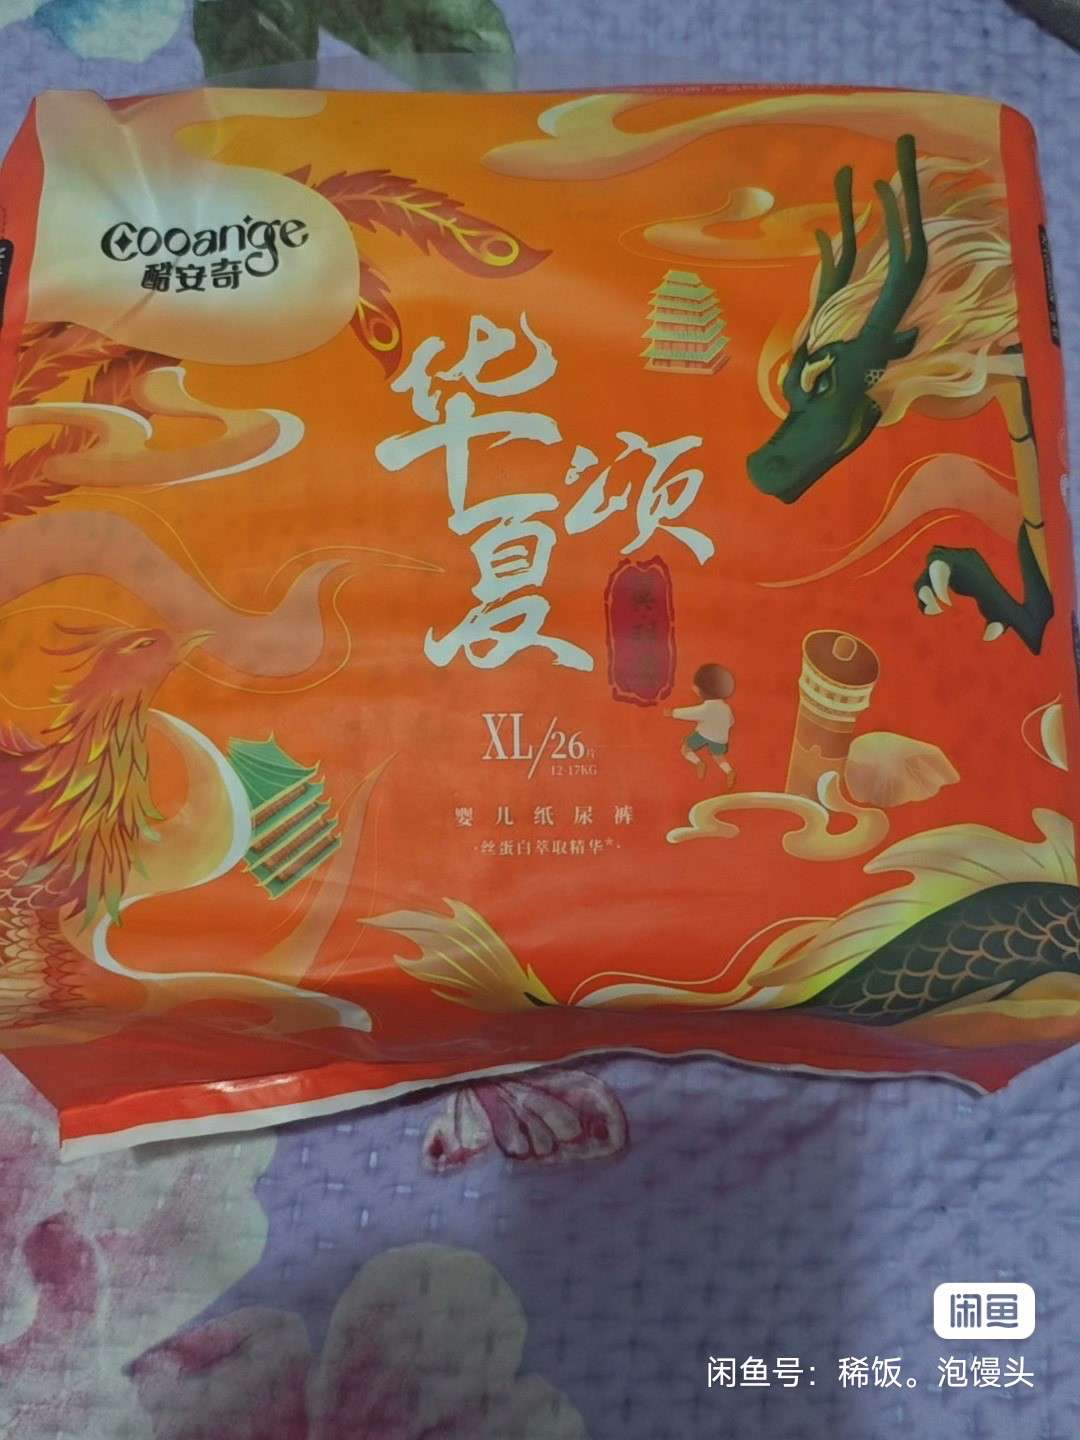 Cooange
酷安奇
华夏颂
XL/26片
12-17KG
婴儿纸尿裤
·丝蛋白萃取精华*·
闲鱼
闲鱼号：稀饭。泡馒头